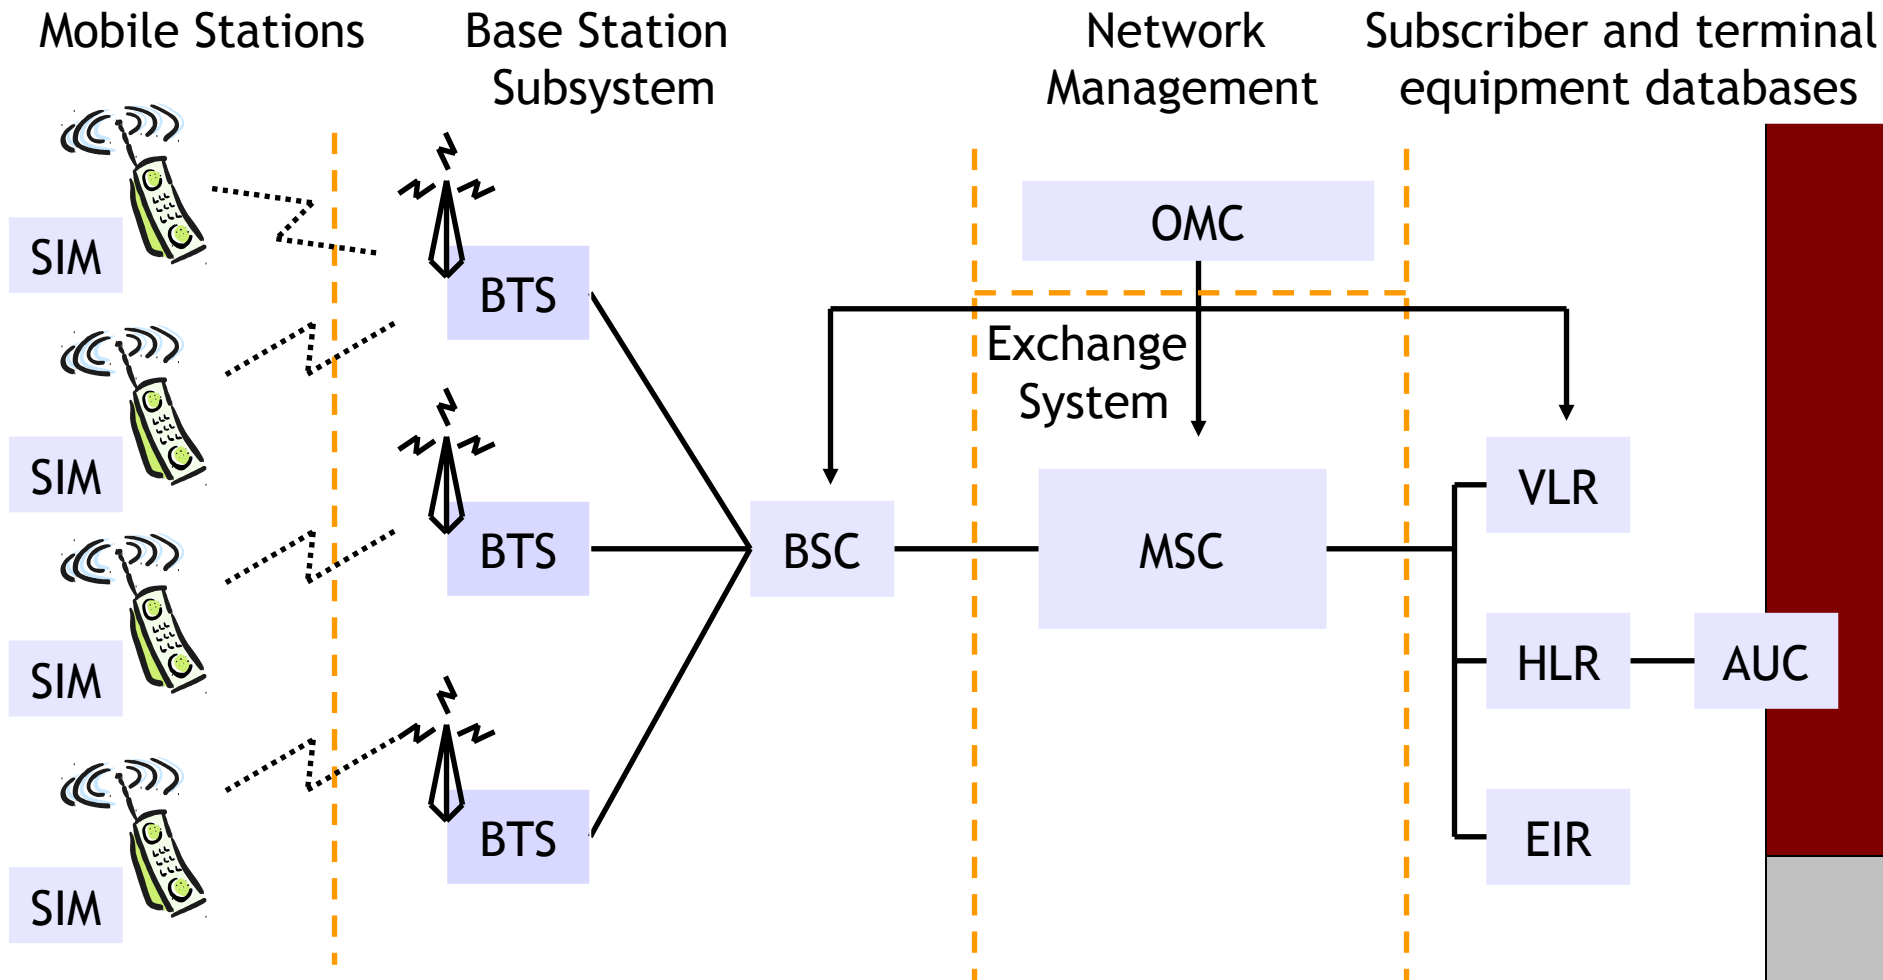 Mobile Stations
Base Station
Subsystem
Network
Management
Subscriber and terminal
equipment databases
SIM
SIM
SIM
SIM
BTS
BTS
BTS
BSC
OMC
Exchange
System
MSC
VLR
HLR
AUC
EIR